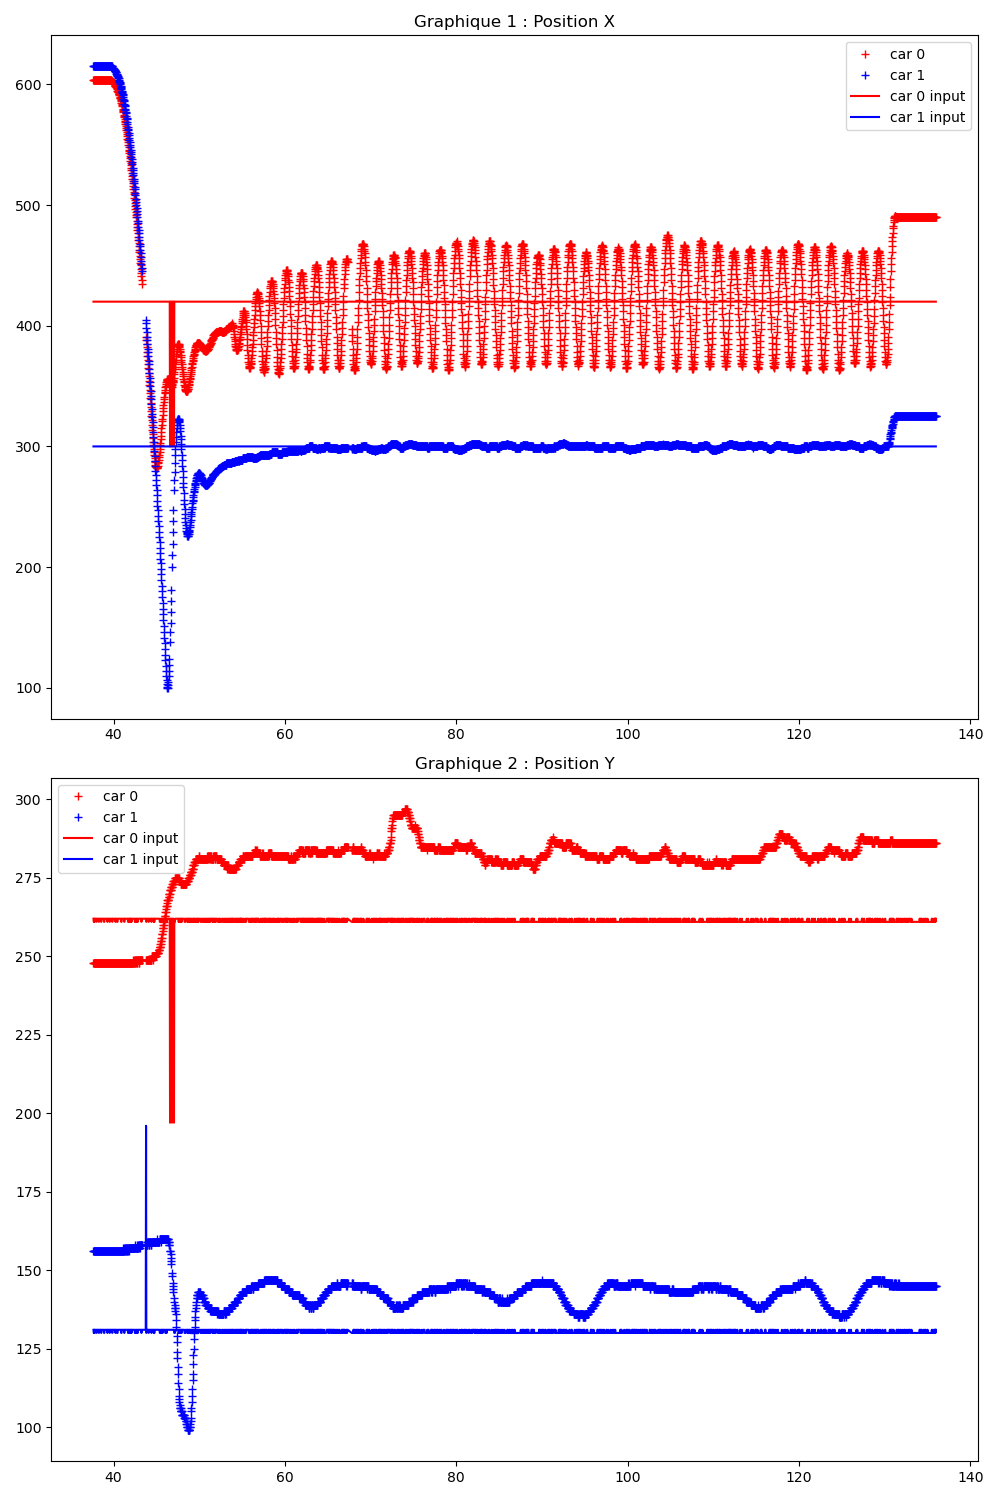 Graphique 1 : Position X
car 0
car 1
car 0 input
car 1 input
600
500
400
300
200
100
40 60 80 100 120 140
Graphique 2 : Position Y
car 0
car 1
car 0 input
car 1 input
300
275
250
225
200
175
150
125
100
40 60 80 100 120 140